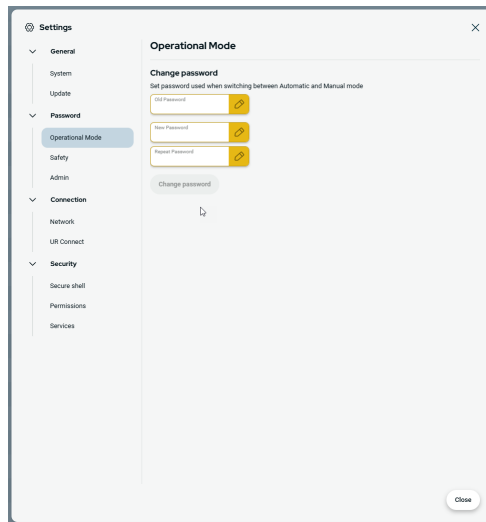 Settings
General
System
Update
Password
Operational Mode
Safety
Admin
Connection
Network
UR Connect
Security
Secure shell
Permissions
Services
Operational Mode
Change password
Set password used when switching between Automatic and Manual mode
Old Password
New Password
Repeat Password
Change password
Close